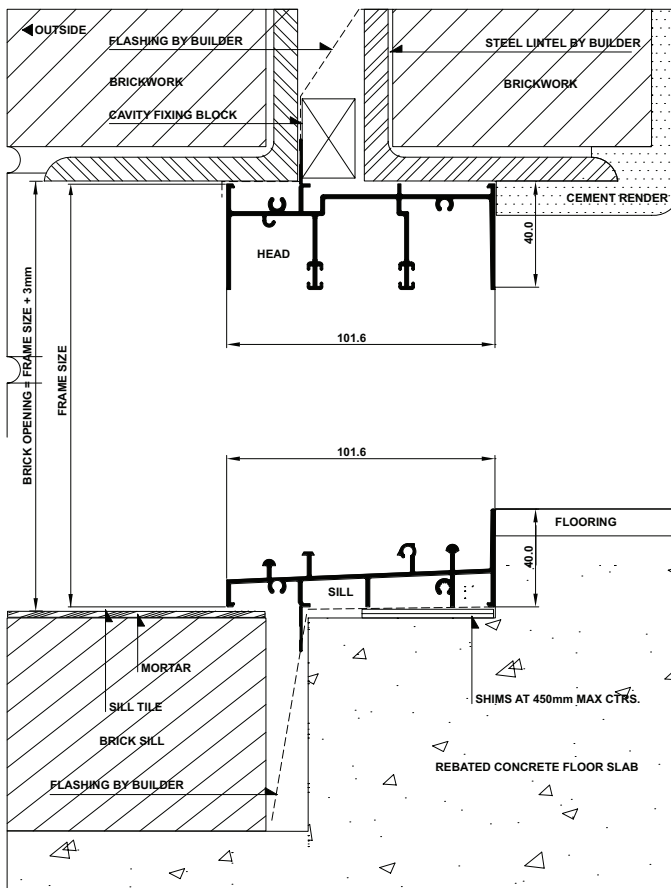 OUTSIDE
FLASHING BY BUILDER
STEEL LINTEL BY BUILDER
BRICKWORK
BRICKWORK
CAVITY FIXING BLOCK
CEMENT RENDER
HEAD
40.0
101.6
BRICK OPENING = FRAME SIZE + 3mm
FRAME SIZE
101.6
FLOORING
40.0
SILL
MORTAR
SILL TILE
SHIMS AT 450mm MAX CTRS.
BRICK SILL
REBATED CONCRETE FLOOR SLAB
FLASHING BY BUILDER